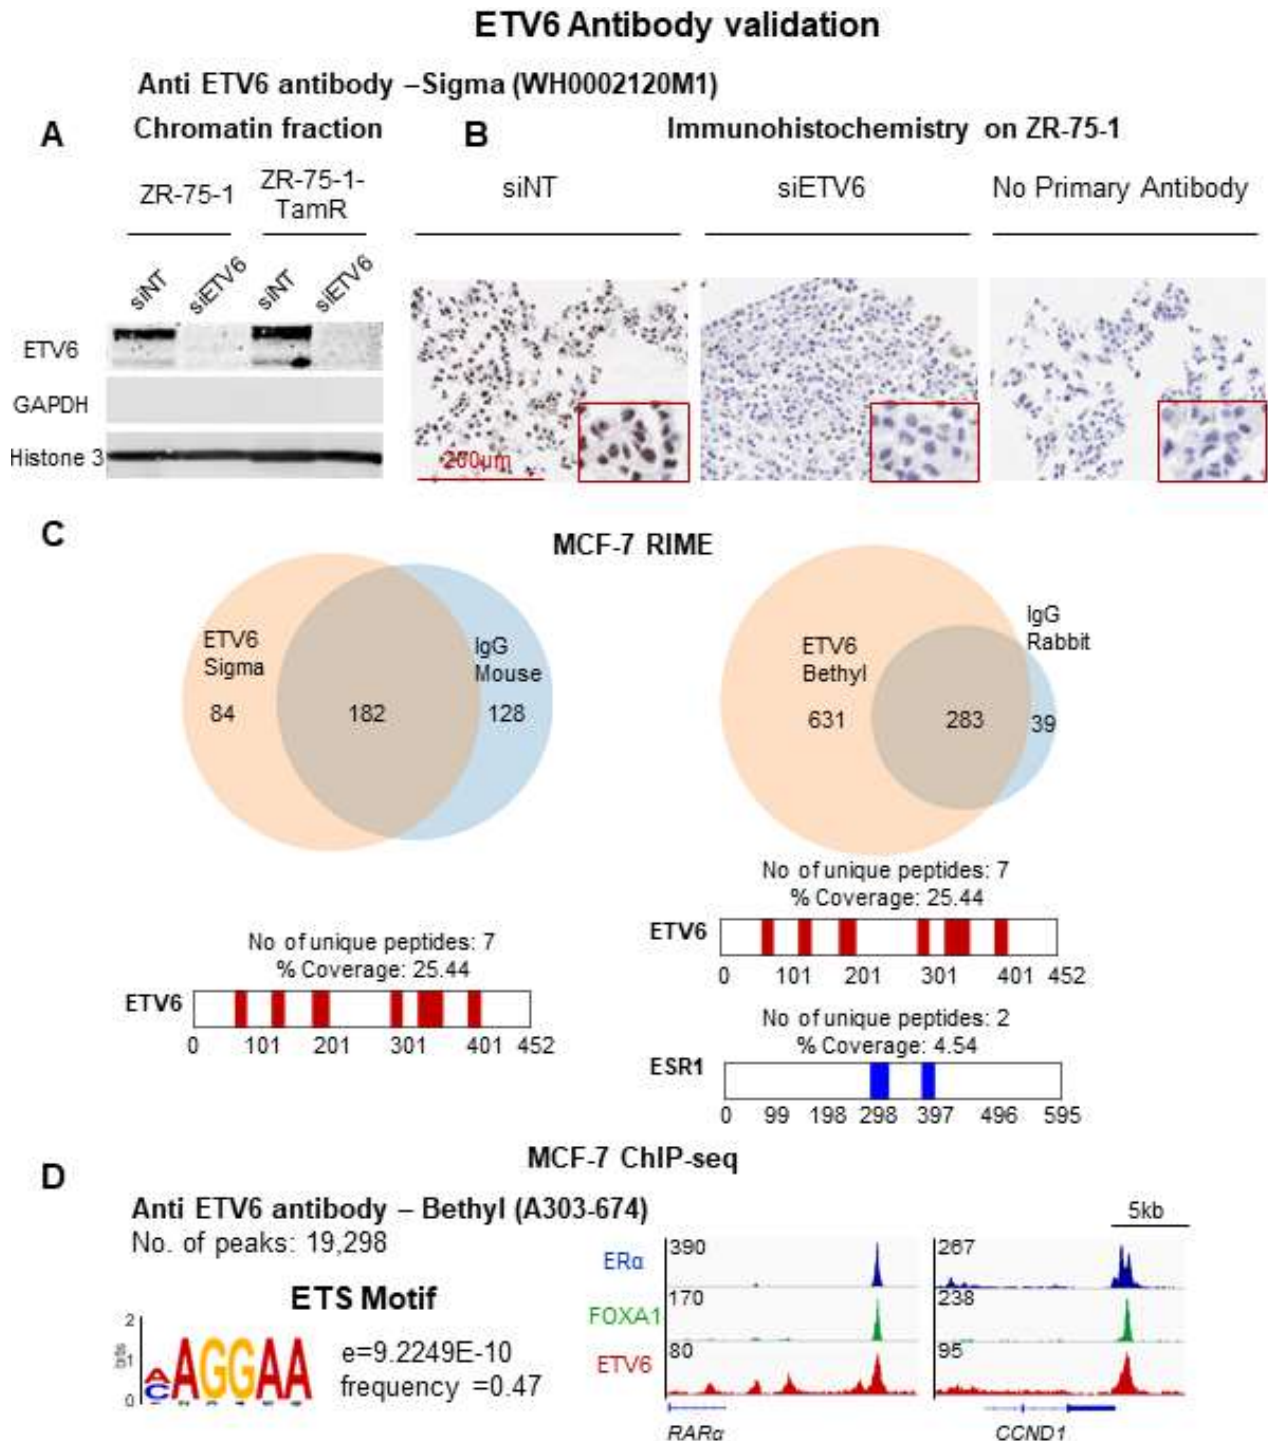 ETV6 Antibody validation
Anti ETV6 antibody –Sigma (WH0002120M1)
A
Chromatin fraction
B
Immunohistochemistry on ZR-75-1
ZR-75-1
ZR-75-1-
TamR
siNT
siETV6
No Primary Antibody
siNT
siETV6
siNT
siETV6
ETV6
GAPDH
Histone 3
200µm
C
MCF-7 RIME
ETV6
Sigma
IgG
Mouse
84
182
128
ETV6
Bethyl
IgG
Rabbit
631
283
39
No of unique peptides: 7
% Coverage: 25.44
ETV6
0 101 201 301 401 452
No of unique peptides: 7
% Coverage: 25.44
ETV6
0 101 201 301 401 452
No of unique peptides: 2
% Coverage: 4.54
ESR1
0 99 198 298 397 496 595
D
MCF-7 ChIP-seq
Anti ETV6 antibody – Bethyl (A303-674)
No. of peaks: 19,298
ETS Motif
2
1
0
bits
A
C
AGGAA
e=9.2249E-10
frequency =0.47
5kb
ERα
390
267
FOXA1
170
238
ETV6
80
95
RARα
CCND1